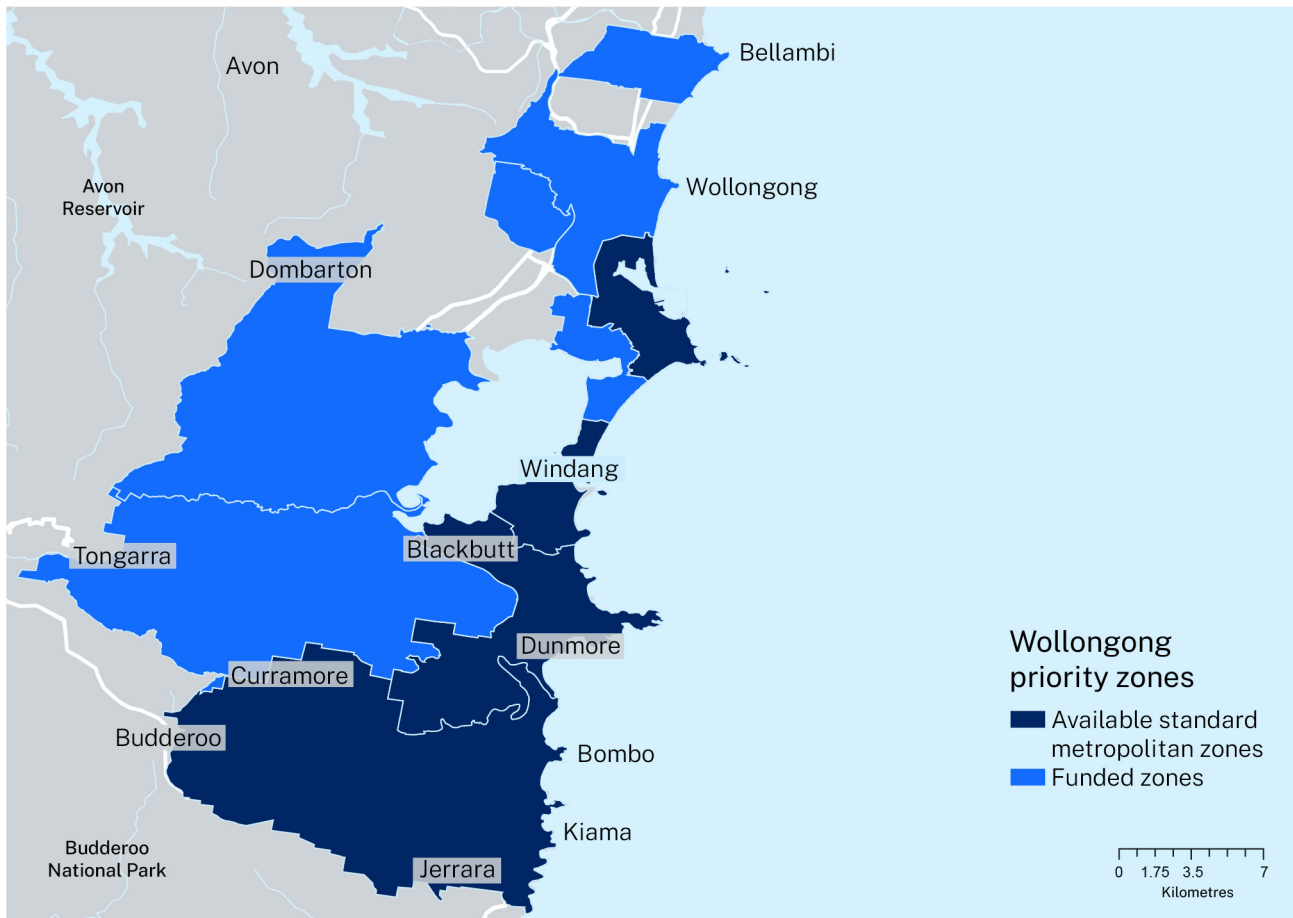 Bellambi
Avon
Avon
Reservoir
Wollongong
Dombarton
Windang
Blackbutt
Tongarra
Dunmore
Curramore
Budderoo
Bombo
Kiama
Budderoo
National Park
Jerrara
Wollongong
priority zones
Available standard
metropolitan zones
Funded zones
0 1.75 3.5 7
Kilometres